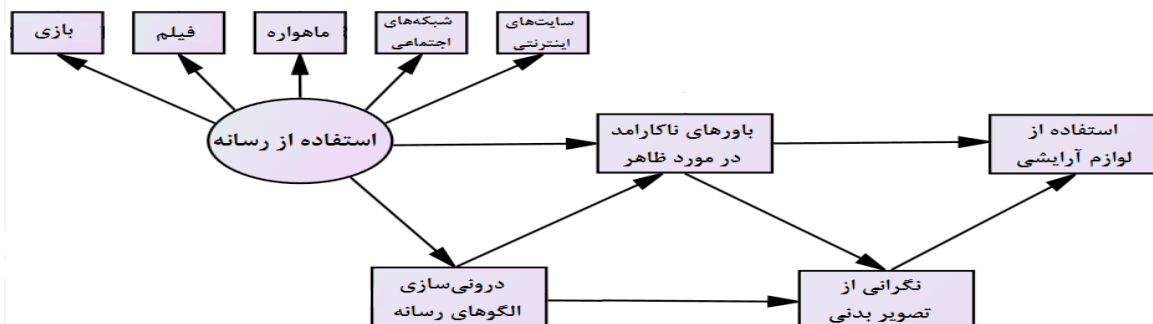 سایت‌های
اینترنتی
شبکه‌های
اجتماعی
ماهواره
فیلم
بازی
استفاده از رسانه
باورهای ناکارامد
در مورد ظاهر
استفاده از
لوازم آرایشی
درونی‌سازی
الگوهای رسانه
نگرانی از
تصویر بدنی